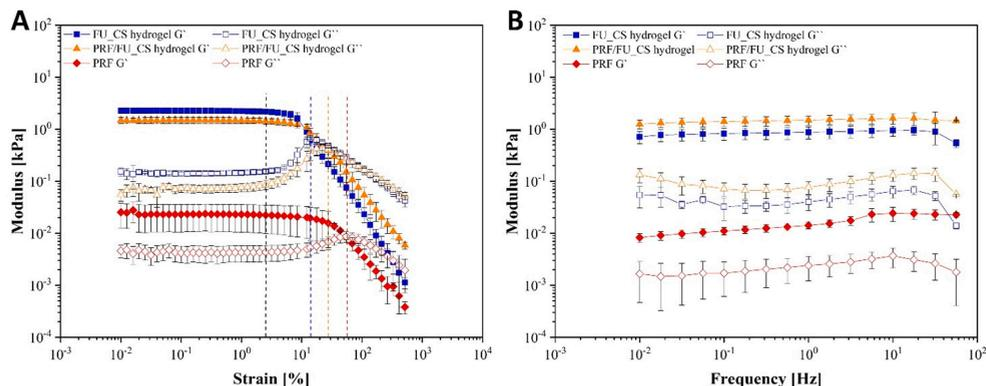 A
FU_CS hydrogel G` FU_CS hydrogel G``
PRF/FU_CS hydrogel G` PRF/FU_CS hydrogel G``
PRF G` PRF G``
10^2
10^1
10^0
10^-1
10^-2
10^-3
10^-4
Modulus [kPa]
10^-3 10^-2 10^-1 10^0 10^1 10^2 10^3 10^4
Strain [%]
B
FU_CS hydrogel G` FU_CS hydrogel G``
PRF/FU_CS hydrogel PRF/FU_CS hydrogel G``
PRF G` PRF G``
10^2
10^1
10^0
10^-1
10^-2
10^-3
10^-4
Modulus [kPa]
10^-3 10^-2 10^-1 10^0 10^1 10^2
Frequency [Hz]